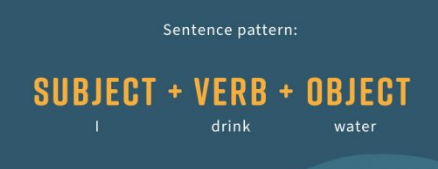 Sentence pattern:
SUBJECT + VERB + OBJECT
I drink water